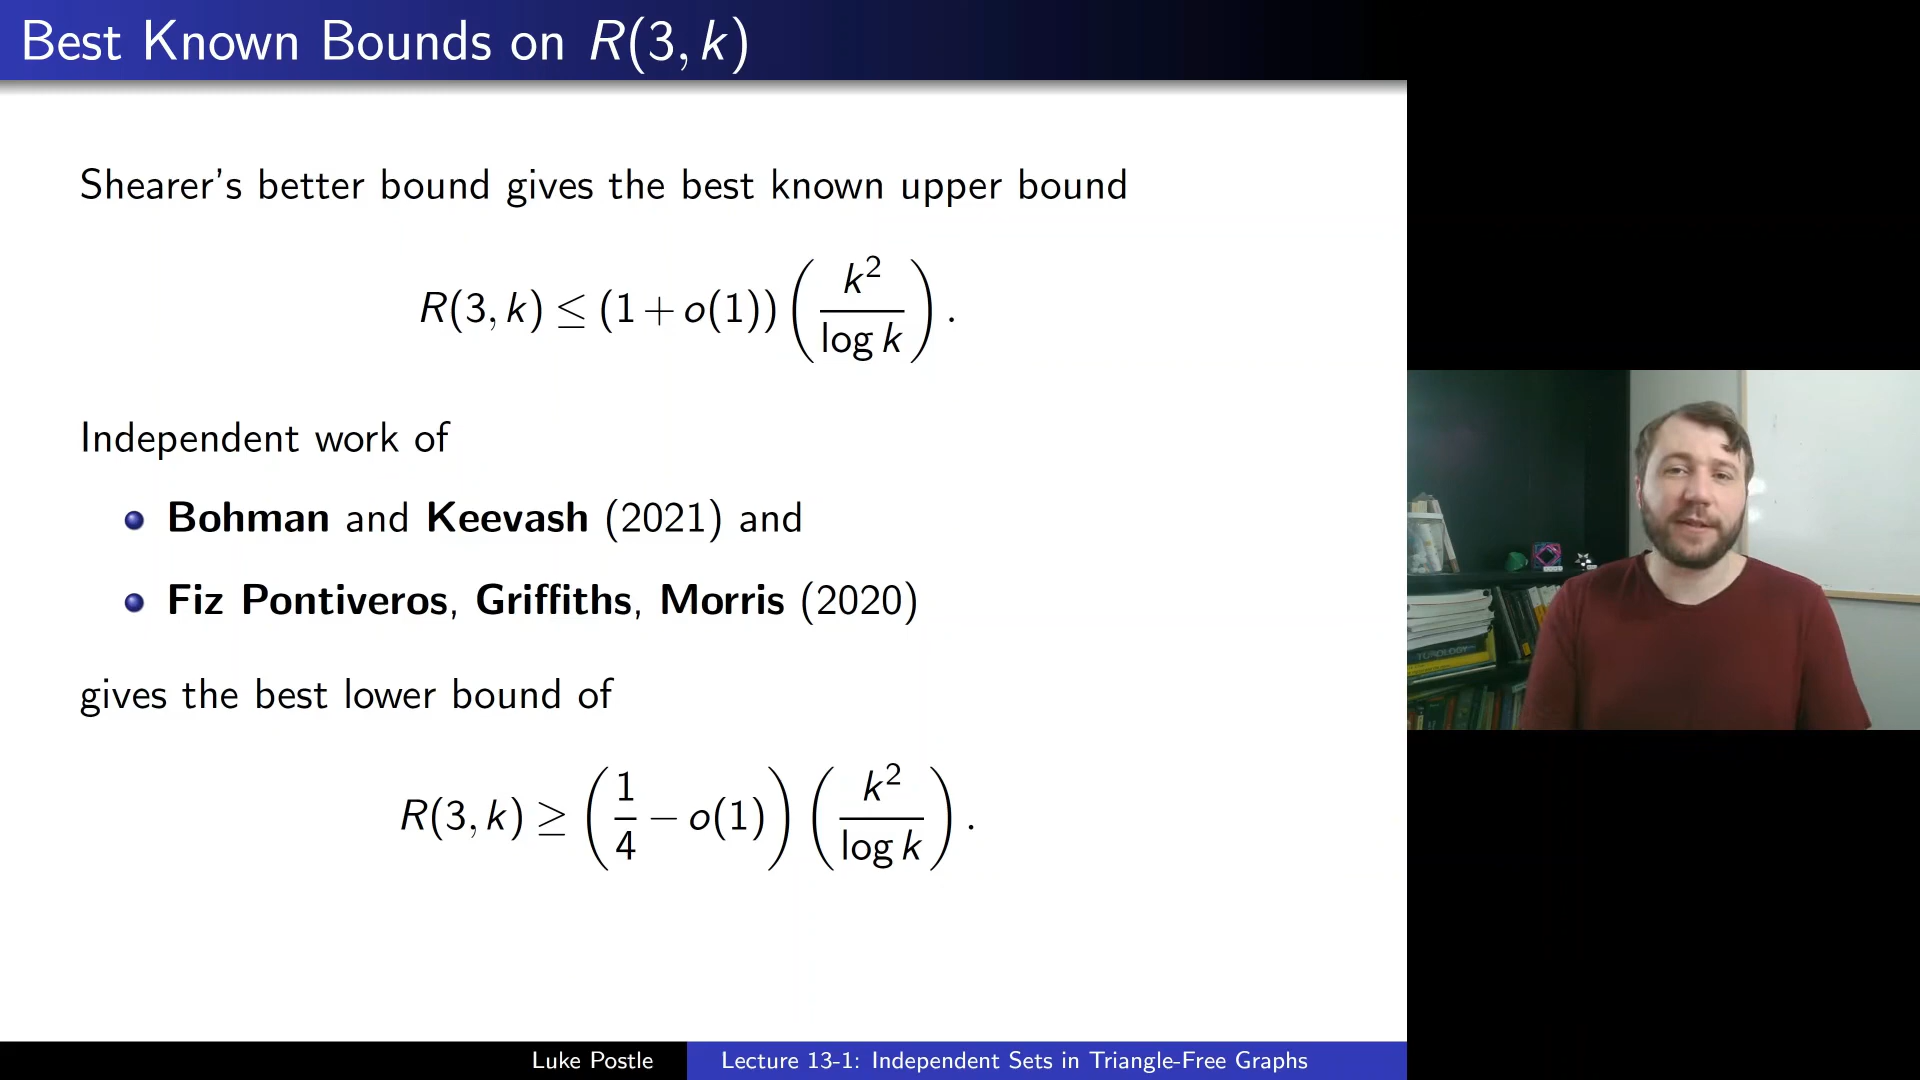 Best Known Bounds on R(3, k)
Shearer's better bound gives the best known upper bound
R(3, k) ≤ (1 + o(1)) (k² / log k).
Independent work of
• Bohman and Keevash (2021) and
• Fiz Pontiveros, Griffiths, Morris (2020)
gives the best lower bound of
R(3, k) ≥ (1/4 − o(1)) (k² / log k).
Luke Postle
Lecture 13-1: Independent Sets in Triangle-Free Graphs